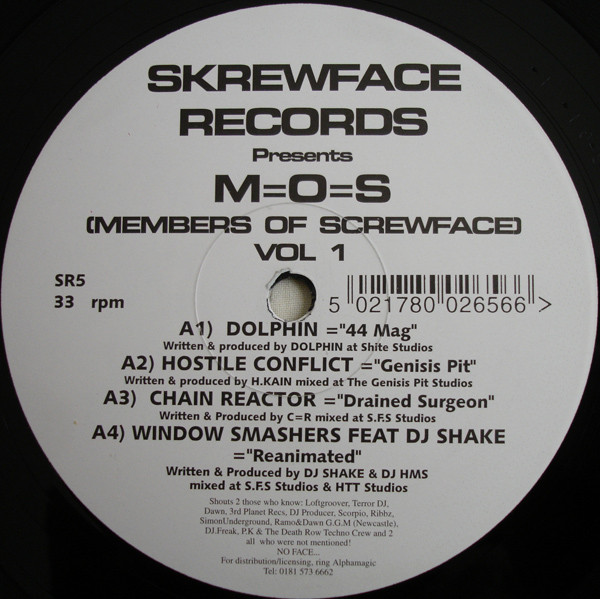 SKREWFACE
RECORDS
Presents
M=O=S
(MEMBERS OF SCREWFACE)
VOL 1
SR5
33 rpm
5 021780 026566 >
A1) DOLPHIN ="44 Mag"
Written & produced by DOLPHIN at Shite Studios
A2) HOSTILE CONFLICT ="Genisis Pit"
Written & produced by H.KAIN mixed at The Genisis Pit Studios
A3) CHAIN REACTOR ="Drained Surgeon"
Written & Produced by C=R mixed at S.F.S Studios
A4) WINDOW SMASHERS FEAT DJ SHAKE
="Reanimated"
Written & Produced by DJ SHAKE & DJ HMS
mixed at S.F.S Studios & HTT Studios
Shouts 2 those who know: Loftgroover, Terror DJ,
Dawn, 3rd Planet Recs, DJ Producer, Scorpio, Ribbz,
SimonUnderground, Ramo&Dawn G.G.M (Newcastle),
DJ.Freak, P.K & The Death Row Techno Crew and 2
all who were not mentioned!
NO FACE...
For distribution/licensing, ring Alphamagic
Tel: 0181 573 6662